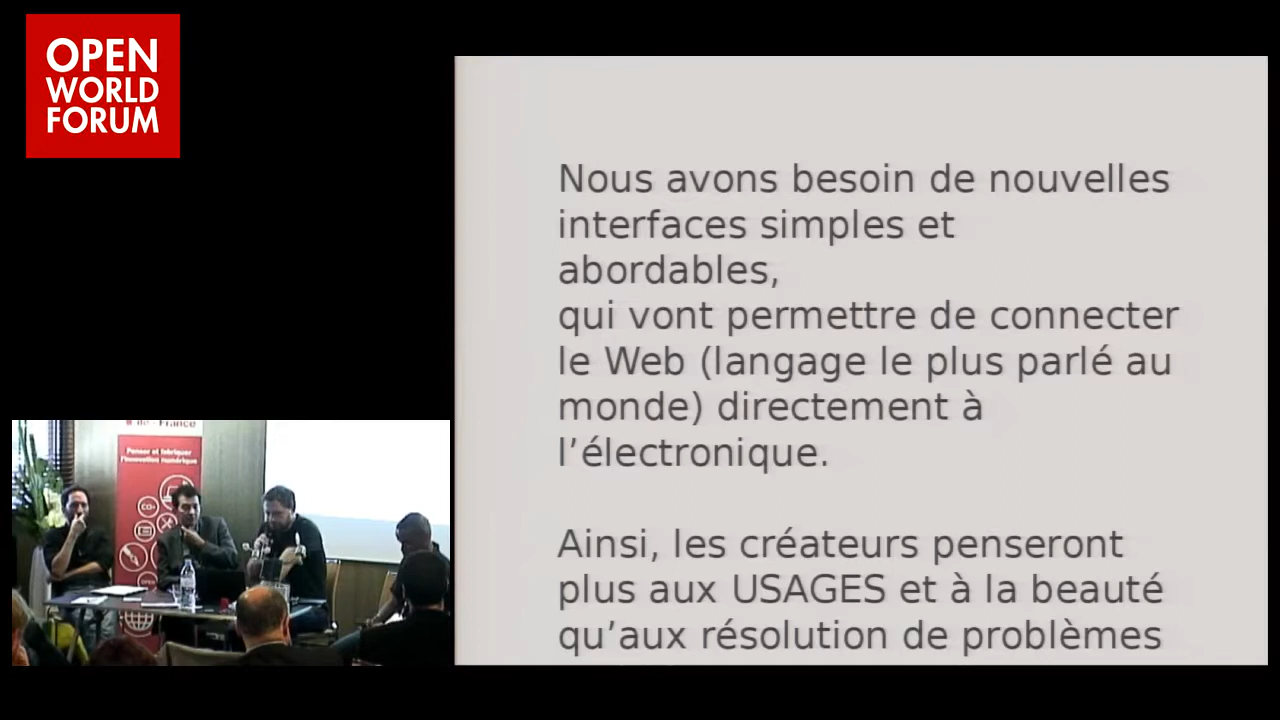 OPEN
WORLD
FORUM
Nous avons besoin de nouvelles
interfaces simples et
abordables,
qui vont permettre de connecter
le Web (langage le plus parlé au
monde) directement à
l’électronique.
Ainsi, les créateurs penseront
plus aux USAGES et à la beauté
qu’aux résolution de problèmes
Penser et fabriquer
l'innovation numérique
OPEN